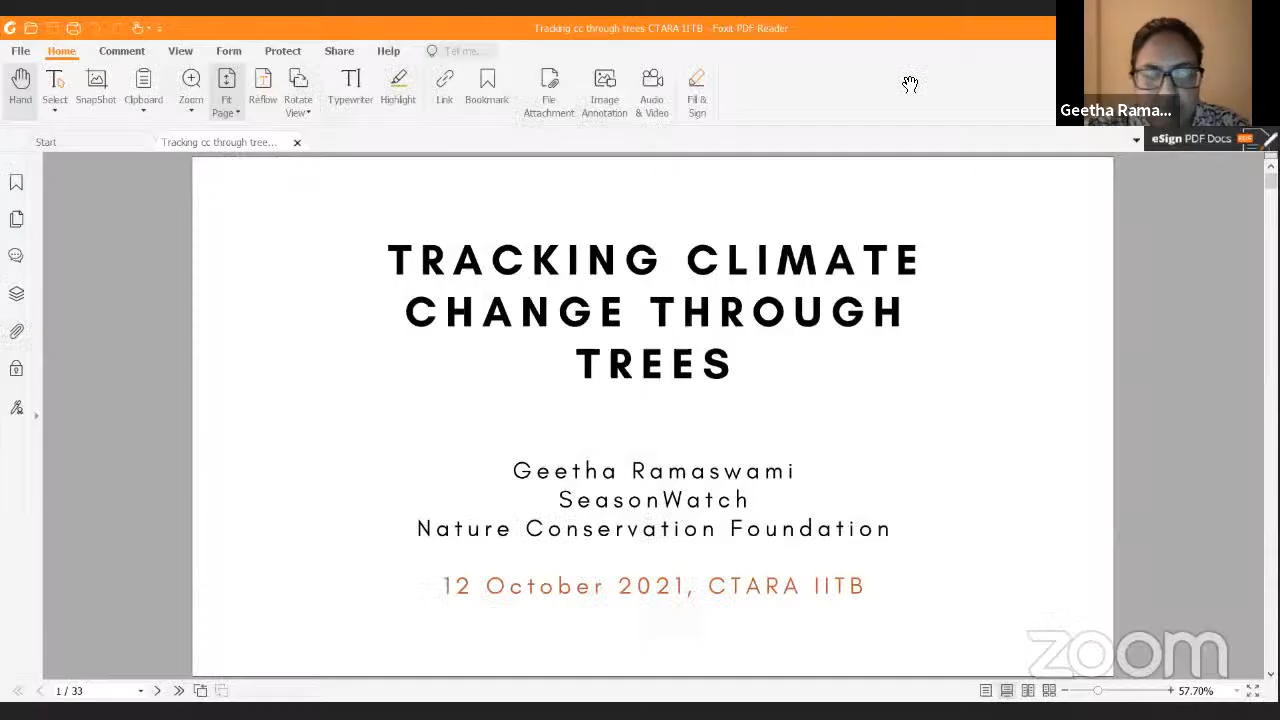 Tracking cc through trees CTARA IITB - Foxit PDF Reader
File Home Comment View Form Protect Share Help Tell me...
Hand Select SnapShot Clipboard Zoom Fit Page Reflow Rotate View Typewriter Highlight Link Bookmark File Attachment Image Annotation Audio & Video Fill & Sign
Geetha Rama...
Start Tracking cc through tree... eSign PDF Docs
TRACKING CLIMATE
CHANGE THROUGH
TREES
Geetha Ramaswami
SeasonWatch
Nature Conservation Foundation
12 October 2021, CTARA IITB
zoom
1 / 33 57.70%